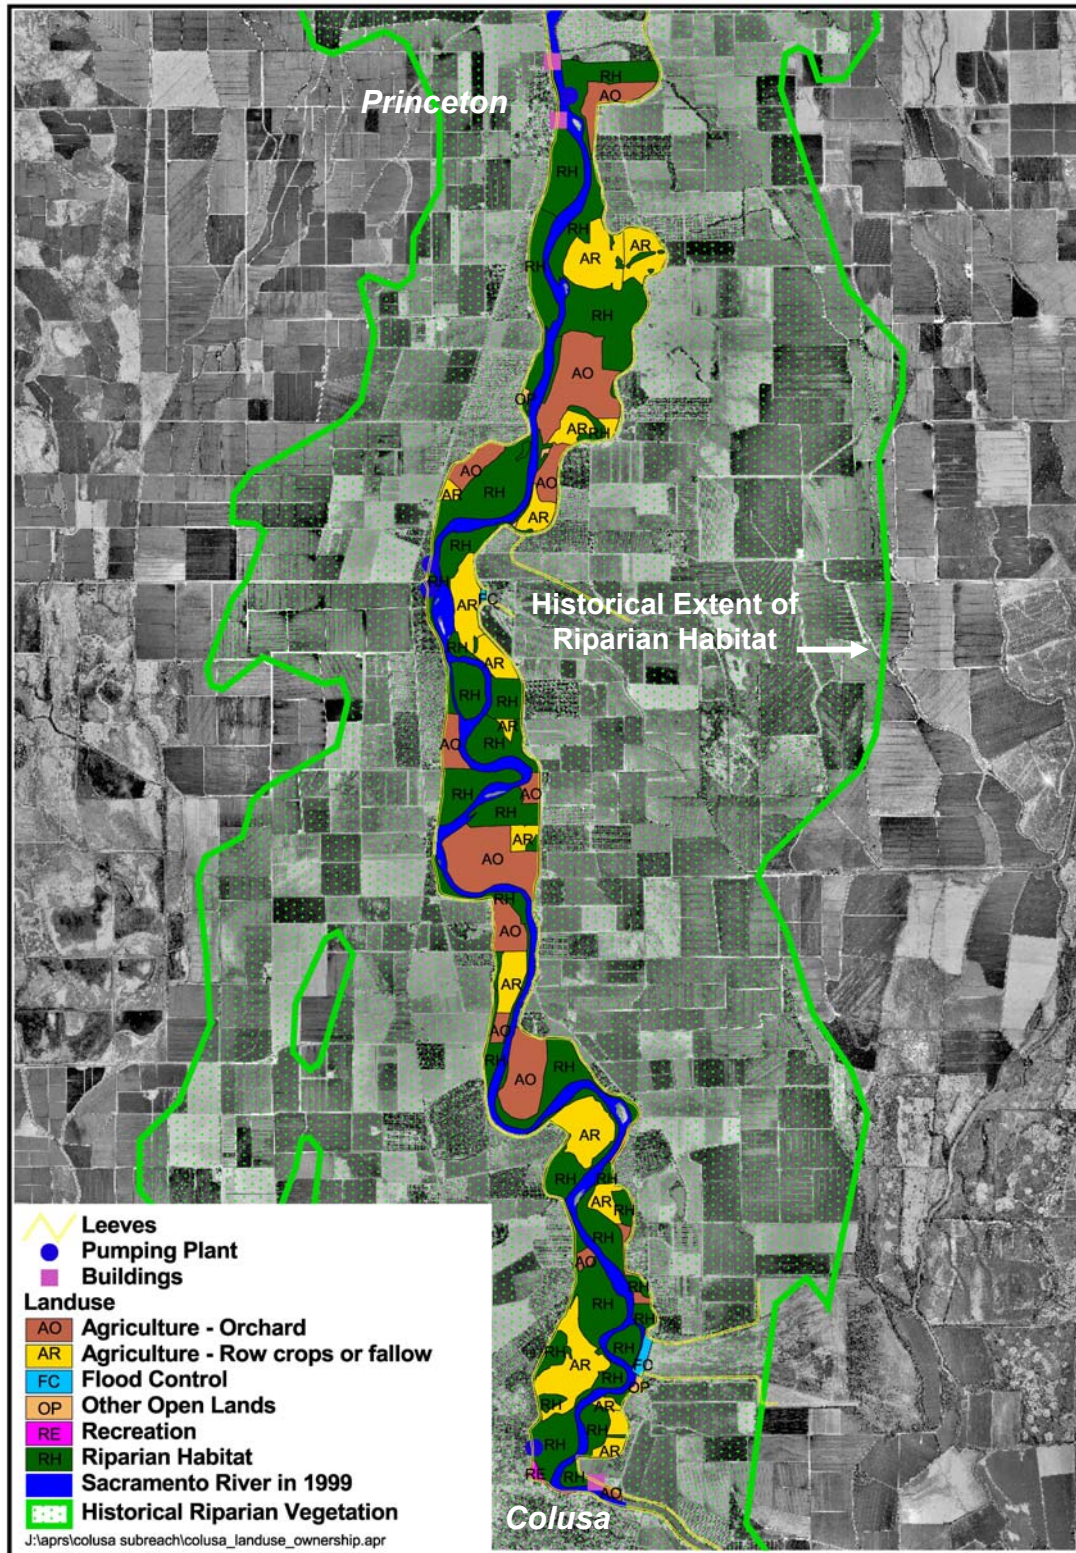 RH
AO
Princeton
RH
RH
AR
AR
RH
RH
AO
OP
AR
RH
AO
RH
AR
AO
AR
RH
RH
AR
FC
Historical Extent of
Riparian Habitat
RH
AR
RH
RH
AR
AO
RH
RH
AO
RH
AR
AO
RH
AO
AR
AO
RH
RH
AO
AR
RH
RH
AR
RH
RH
AO
RH
RH
RH
RH
RH
AR
FC
RH
OP
RH
AR
RH
RH
AR
RE
RH
AO
Colusa
Leeves
Pumping Plant
Buildings
Landuse
AO Agriculture - Orchard
AR Agriculture - Row crops or fallow
FC Flood Control
OP Other Open Lands
RE Recreation
RH Riparian Habitat
Sacramento River in 1999
Historical Riparian Vegetation
J:\aprs\colusa subreach\colusa_landuse_ownership.apr